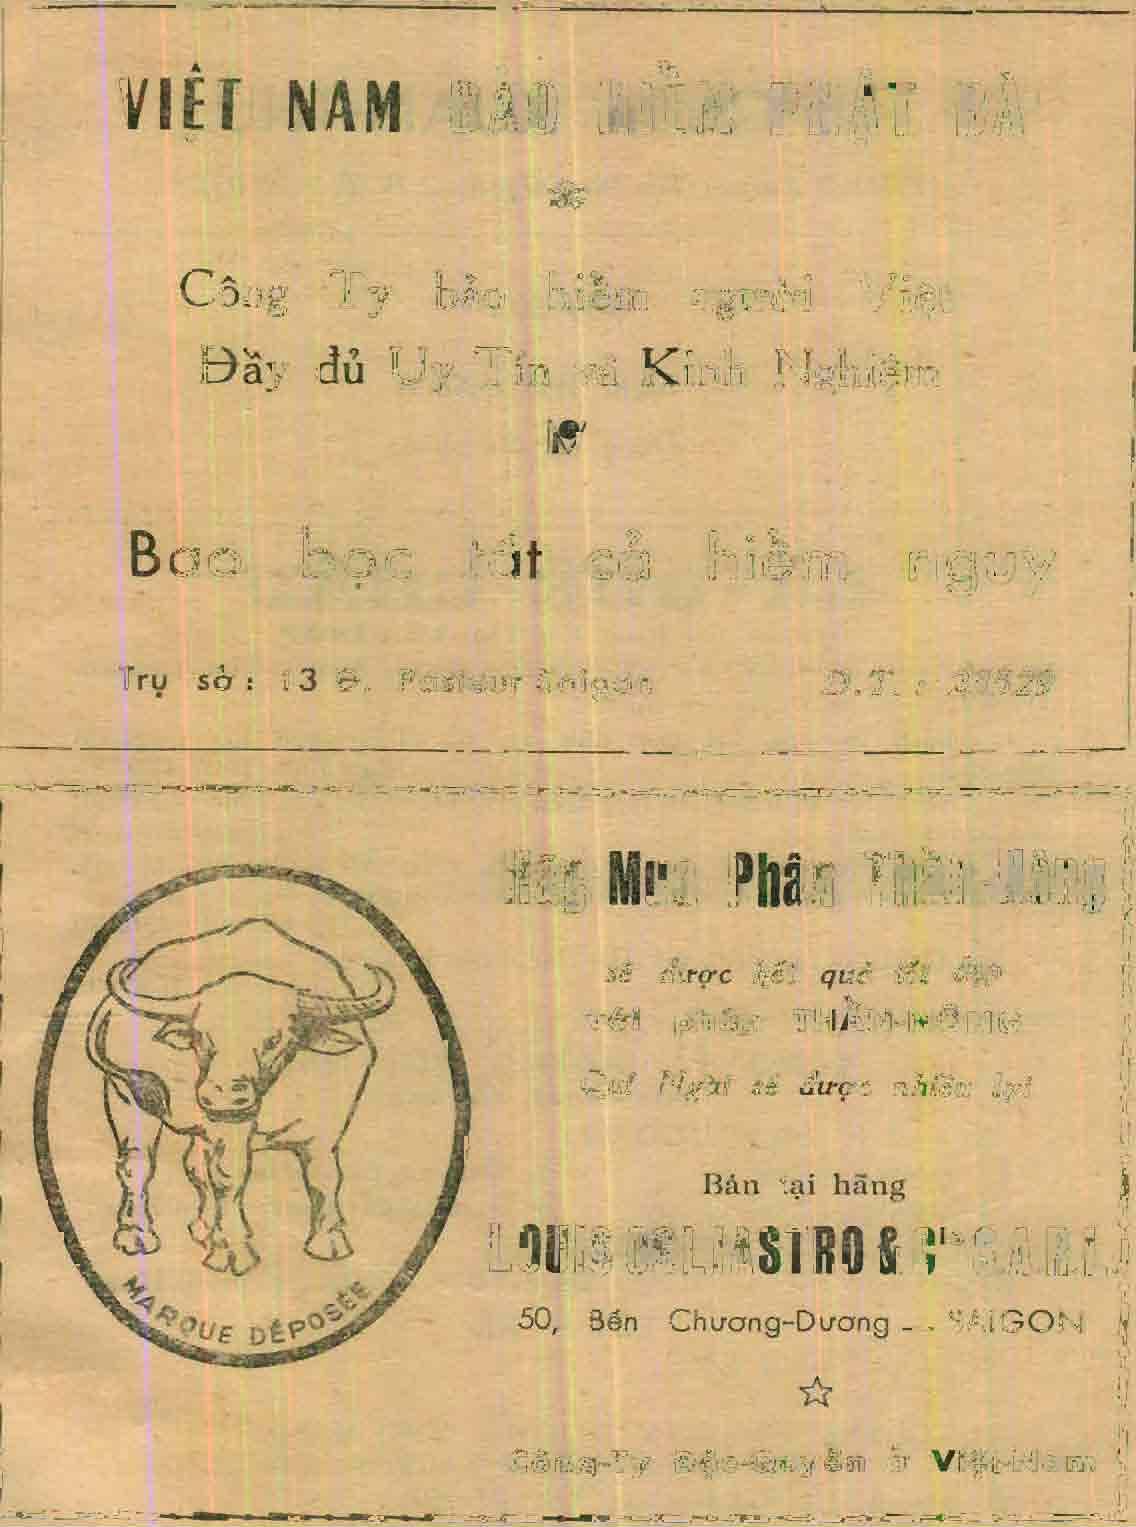 VIỆT NAM BẢO HIỂM PHẬT BÀ
Công Ty bảo hiểm người Việt
Đầy đủ Uy Tín và Kinh Nghiệm
Bao bọc tất cả hiểm nguy
Trụ sở : 13 Đ. Pasteur Saigon Đ.T. :
Hãy Mua Phân Thần-Nông
sẽ được kết quả tốt đẹp
với phân THẦN-NÔNG
Quí Ngài sẽ được nhiều lợi
Bán tại hãng
LOUIS OGLIASTRO & Cie S.A.R.L.
50, Bến Chương-Dương _ . SAIGON
Công-Ty Độc-Quyền ở Việt-Nam
MARQUE DÉPOSÉE